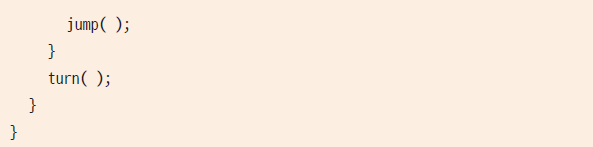 jump( );
}
turn( );
}
}